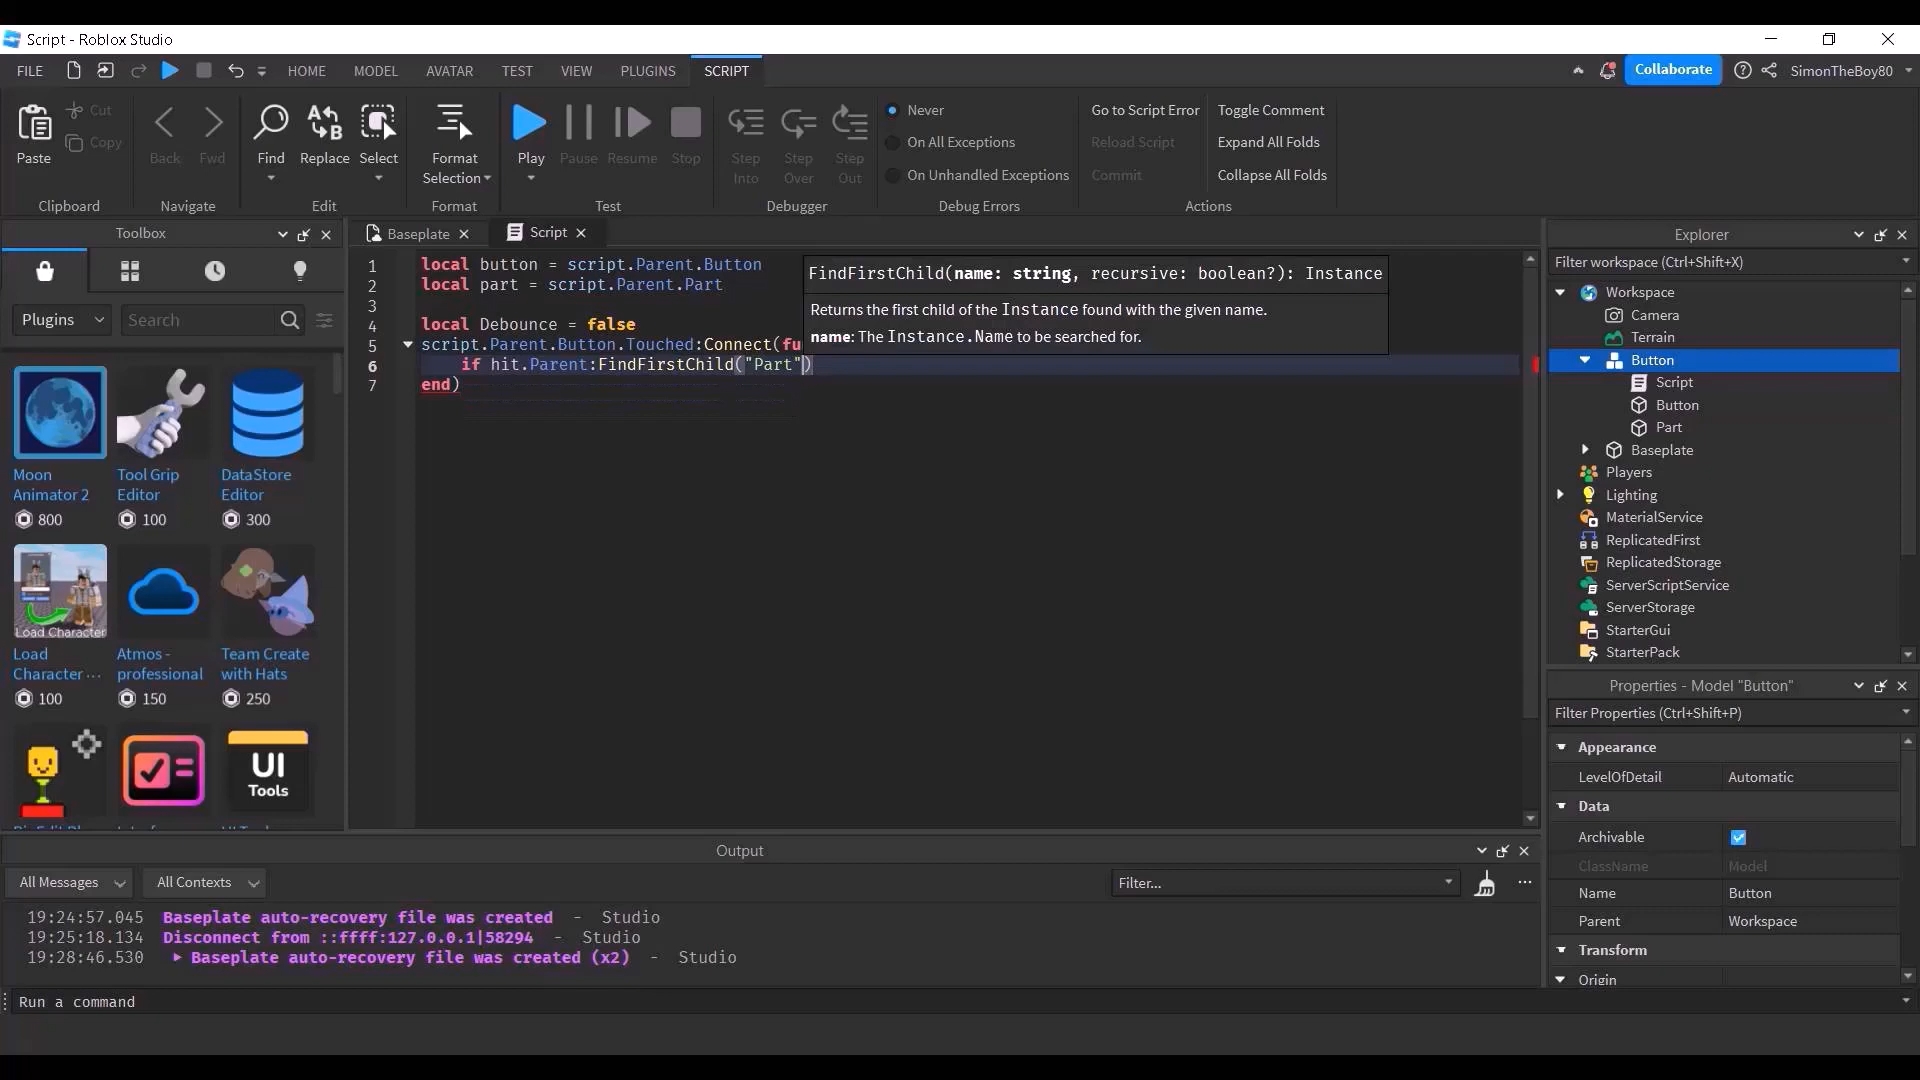 Script - Roblox Studio
FILE HOME MODEL AVATAR TEST VIEW PLUGINS SCRIPT Collaborate SimonTheBoy80
Paste Cut Copy Back Fwd Find Replace Select Format Selection Play Pause Resume Stop Step Into Step Over Step Out
Never
On All Exceptions
On Unhandled Exceptions
Go to Script Error
Reload Script
Commit
Toggle Comment
Expand All Folds
Collapse All Folds
Clipboard Navigate Edit Format Test Debugger Debug Errors Actions
Toolbox
Plugins Search
Moon Animator 2
800
Tool Grip Editor
100
DataStore Editor
300
Load Character
Load Character ...
100
Atmos - professional
150
Team Create with Hats
250
UI Tools
Baseplate Script
1 local button = script.Parent.Button
2 local part = script.Parent.Part
3
4 local Debounce = false
5 script.Parent.Button.Touched:Connect(fu
6 if hit.Parent:FindFirstChild("Part")
7 end)
FindFirstChild(name: string, recursive: boolean?): Instance
Returns the first child of the Instance found with the given name.
name: The Instance.Name to be searched for.
Explorer
Filter workspace (Ctrl+Shift+X)
Workspace
Camera
Terrain
Button
Script
Button
Part
Baseplate
Players
Lighting
MaterialService
ReplicatedFirst
ReplicatedStorage
ServerScriptService
ServerStorage
StarterGui
StarterPack
Properties - Model "Button"
Filter Properties (Ctrl+Shift+P)
Appearance
LevelOfDetail Automatic
Data
Archivable
ClassName Model
Name Button
Parent Workspace
Transform
Origin
Output
All Messages All Contexts Filter...
19:24:57.045 Baseplate auto-recovery file was created - Studio
19:25:18.134 Disconnect from ::ffff:127.0.0.1|58294 - Studio
19:28:46.530 Baseplate auto-recovery file was created (x2) - Studio
Run a command